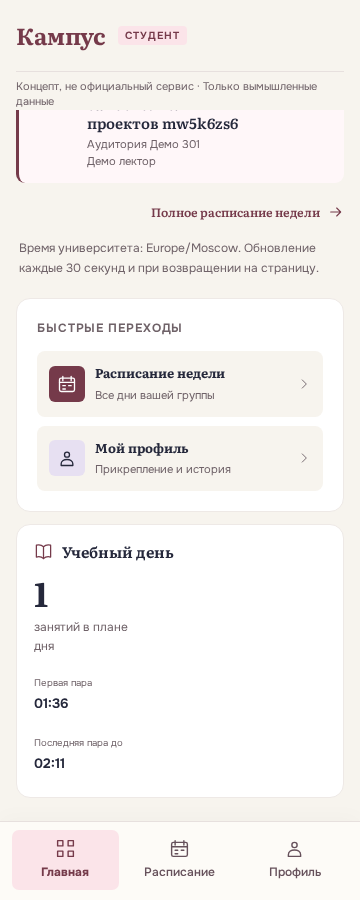 Кампус
СТУДЕНТ
Концепт, не официальный сервис · Только вымышленные
данные
проектов mw5k6zs6
Аудитория Демо 301
Демо лектор
Полное расписание недели →
Время университета: Europe/Moscow. Обновление
каждые 30 секунд и при возвращении на страницу.
БЫСТРЫЕ ПЕРЕХОДЫ
Расписание недели
Все дни вашей группы
Мой профиль
Прикрепление и история
Учебный день
1
занятий в плане
дня
Первая пара
01:36
Последняя пара до
02:11
Главная
Расписание
Профиль